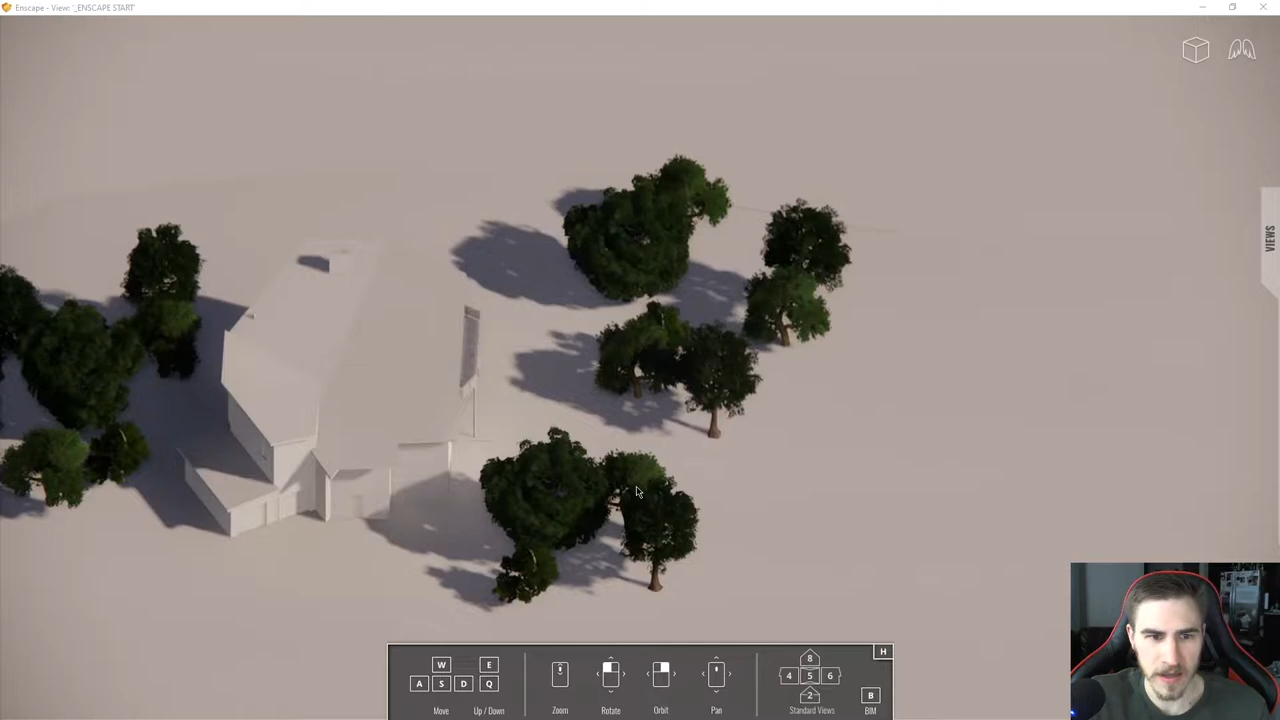 Enscape - View: '_ENSCAPE START'
VIEWS
H
W E
8
A S D Q
4 5 6
2
B
Move Up / Down Zoom Rotate Orbit Pan Standard Views BIM